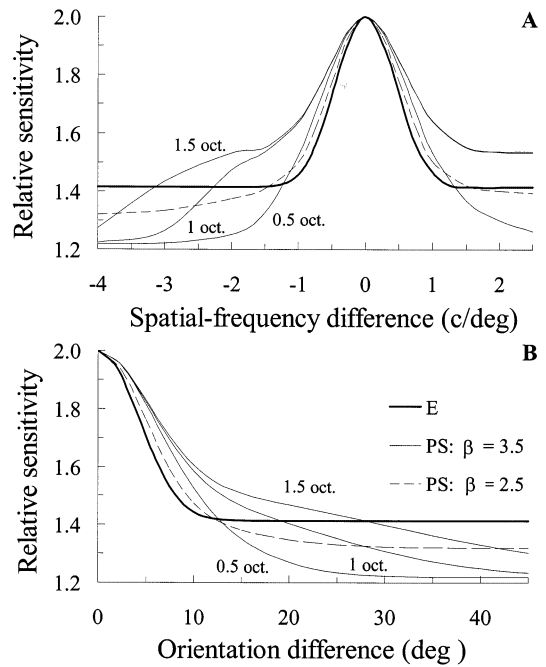 A
2.0
1.8
1.6
1.4
1.2
Relative sensitivity
1.5 oct.
1 oct.
0.5 oct.
-4 -3 -2 -1 0 1 2
Spatial-frequency difference (c/deg)
B
2.0
1.8
1.6
1.4
1.2
Relative sensitivity
E
PS: β = 3.5
PS: β = 2.5
1.5 oct.
0.5 oct.
1 oct.
0 10 20 30 40
Orientation difference (deg )